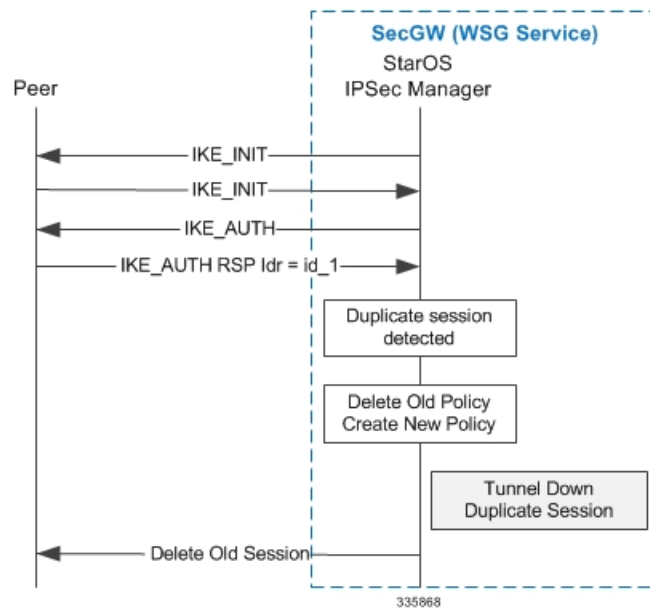 SecGW (WSG Service)
StarOS
Peer
IPSec Manager
IKE_INIT
IKE_INIT
IKE_AUTH
IKE_AUTH RSP Idr = id_1
Duplicate session
detected
Delete Old Policy
Create New Policy
Tunnel Down
Duplicate Session
Delete Old Session
335868